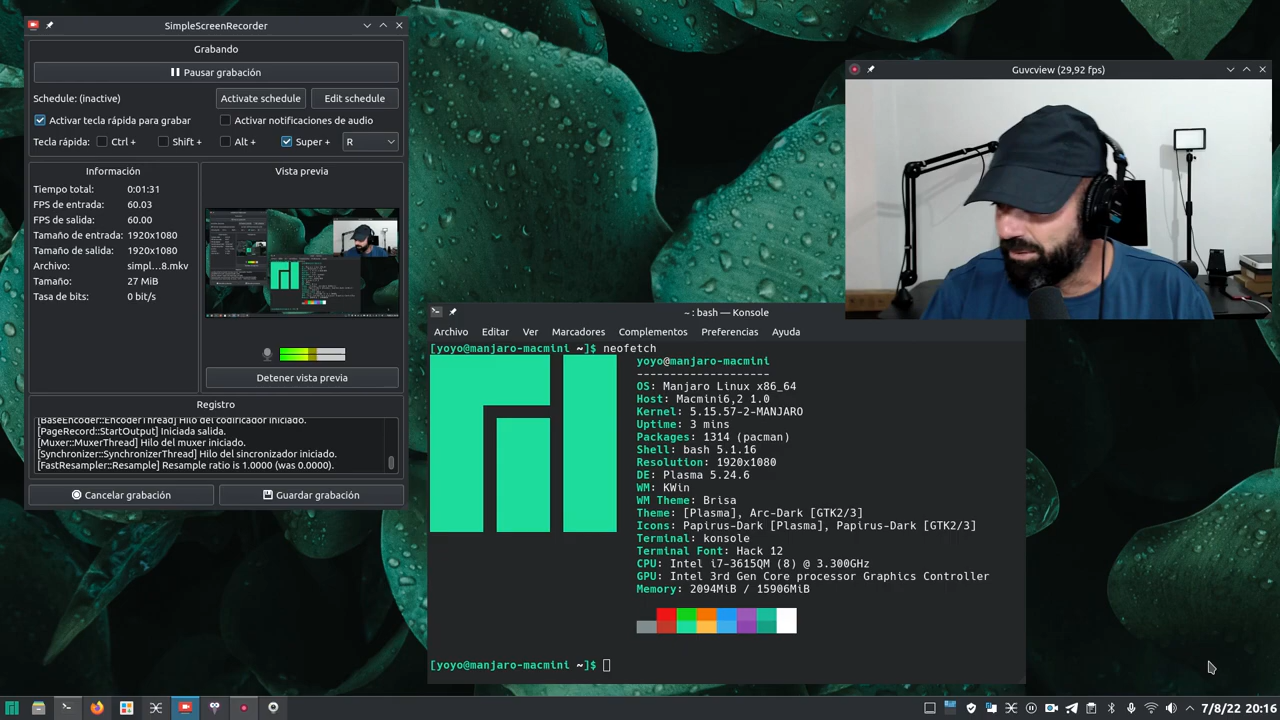 SimpleScreenRecorder
Grabando
Pausar grabación
Schedule: (inactive)
Activate schedule
Edit schedule
Activar tecla rápida para grabar
Activar notificaciones de audio
Tecla rápida:
Ctrl +
Shift +
Alt +
Super +
R
Información
Tiempo total: 0:01:31
FPS de entrada: 60.03
FPS de salida: 60.00
Tamaño de entrada: 1920x1080
Tamaño de salida: 1920x1080
Archivo: simpl...8.mkv
Tamaño: 27 MiB
Tasa de bits: 0 bit/s
Vista previa
Detener vista previa
Registro
[BaseEncoder::EncoderThread] Hilo del codificador iniciado.
[PageRecord::StartOutput] Iniciada salida.
[Muxer::MuxerThread] Hilo del muxer iniciado.
[Synchronizer::SynchronizerThread] Hilo del sincronizador iniciado.
[FastResampler::Resample] Resample ratio is 1.0000 (was 0.0000).
Cancelar grabación
Guardar grabación
Guvcview (29,92 fps)
~ : bash — Konsole
Archivo Editar Ver Marcadores Complementos Preferencias Ayuda
[yoyo@manjaro-macmini ~]$ neofetch
yoyo@manjaro-macmini
--------------------
OS: Manjaro Linux x86_64
Host: Macmini6,2 1.0
Kernel: 5.15.57-2-MANJARO
Uptime: 3 mins
Packages: 1314 (pacman)
Shell: bash 5.1.16
Resolution: 1920x1080
DE: Plasma 5.24.6
WM: KWin
WM Theme: Brisa
Theme: [Plasma], Arc-Dark [GTK2/3]
Icons: Papirus-Dark [Plasma], Papirus-Dark [GTK2/3]
Terminal: konsole
Terminal Font: Hack 12
CPU: Intel i7-3615QM (8) @ 3.300GHz
GPU: Intel 3rd Gen Core processor Graphics Controller
Memory: 2094MiB / 15906MiB
[yoyo@manjaro-macmini ~]$
7/8/22 20:16